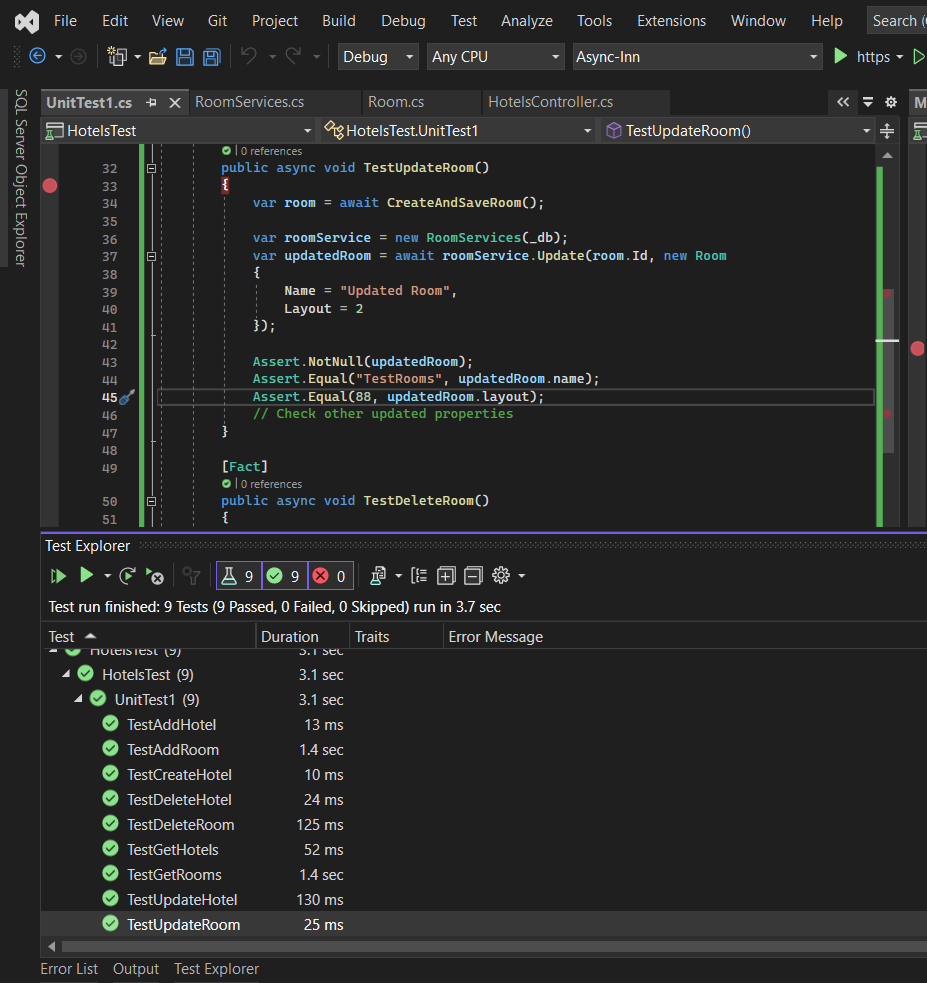 File Edit View Git Project Build Debug Test Analyze Tools Extensions Window Help Search (
Debug Any CPU Async-Inn https
SQL Server Object Explorer
UnitTest1.cs RoomServices.cs Room.cs HotelsController.cs M
HotelsTest HotelsTest.UnitTest1 TestUpdateRoom()
0 references
32 public async void TestUpdateRoom()
33 {
34 var room = await CreateAndSaveRoom();
35
36 var roomService = new RoomServices(_db);
37 var updatedRoom = await roomService.Update(room.Id, new Room
38 {
39 Name = "Updated Room",
40 Layout = 2
41 });
42
43 Assert.NotNull(updatedRoom);
44 Assert.Equal("TestRooms", updatedRoom.name);
45 Assert.Equal(88, updatedRoom.layout);
46 // Check other updated properties
47 }
48
49 [Fact]
0 references
50 public async void TestDeleteRoom()
51 {
Test Explorer
9 9 0
Test run finished: 9 Tests (9 Passed, 0 Failed, 0 Skipped) run in 3.7 sec
Test Duration Traits Error Message
HotelsTest (9) 3.1 sec
HotelsTest (9) 3.1 sec
UnitTest1 (9) 3.1 sec
TestAddHotel 13 ms
TestAddRoom 1.4 sec
TestCreateHotel 10 ms
TestDeleteHotel 24 ms
TestDeleteRoom 125 ms
TestGetHotels 52 ms
TestGetRooms 1.4 sec
TestUpdateHotel 130 ms
TestUpdateRoom 25 ms
Error List Output Test Explorer